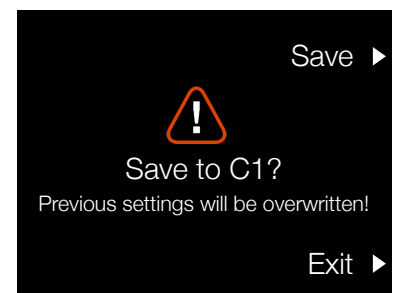 Save
!
Save to C1?
Previous settings will be overwritten!
Exit